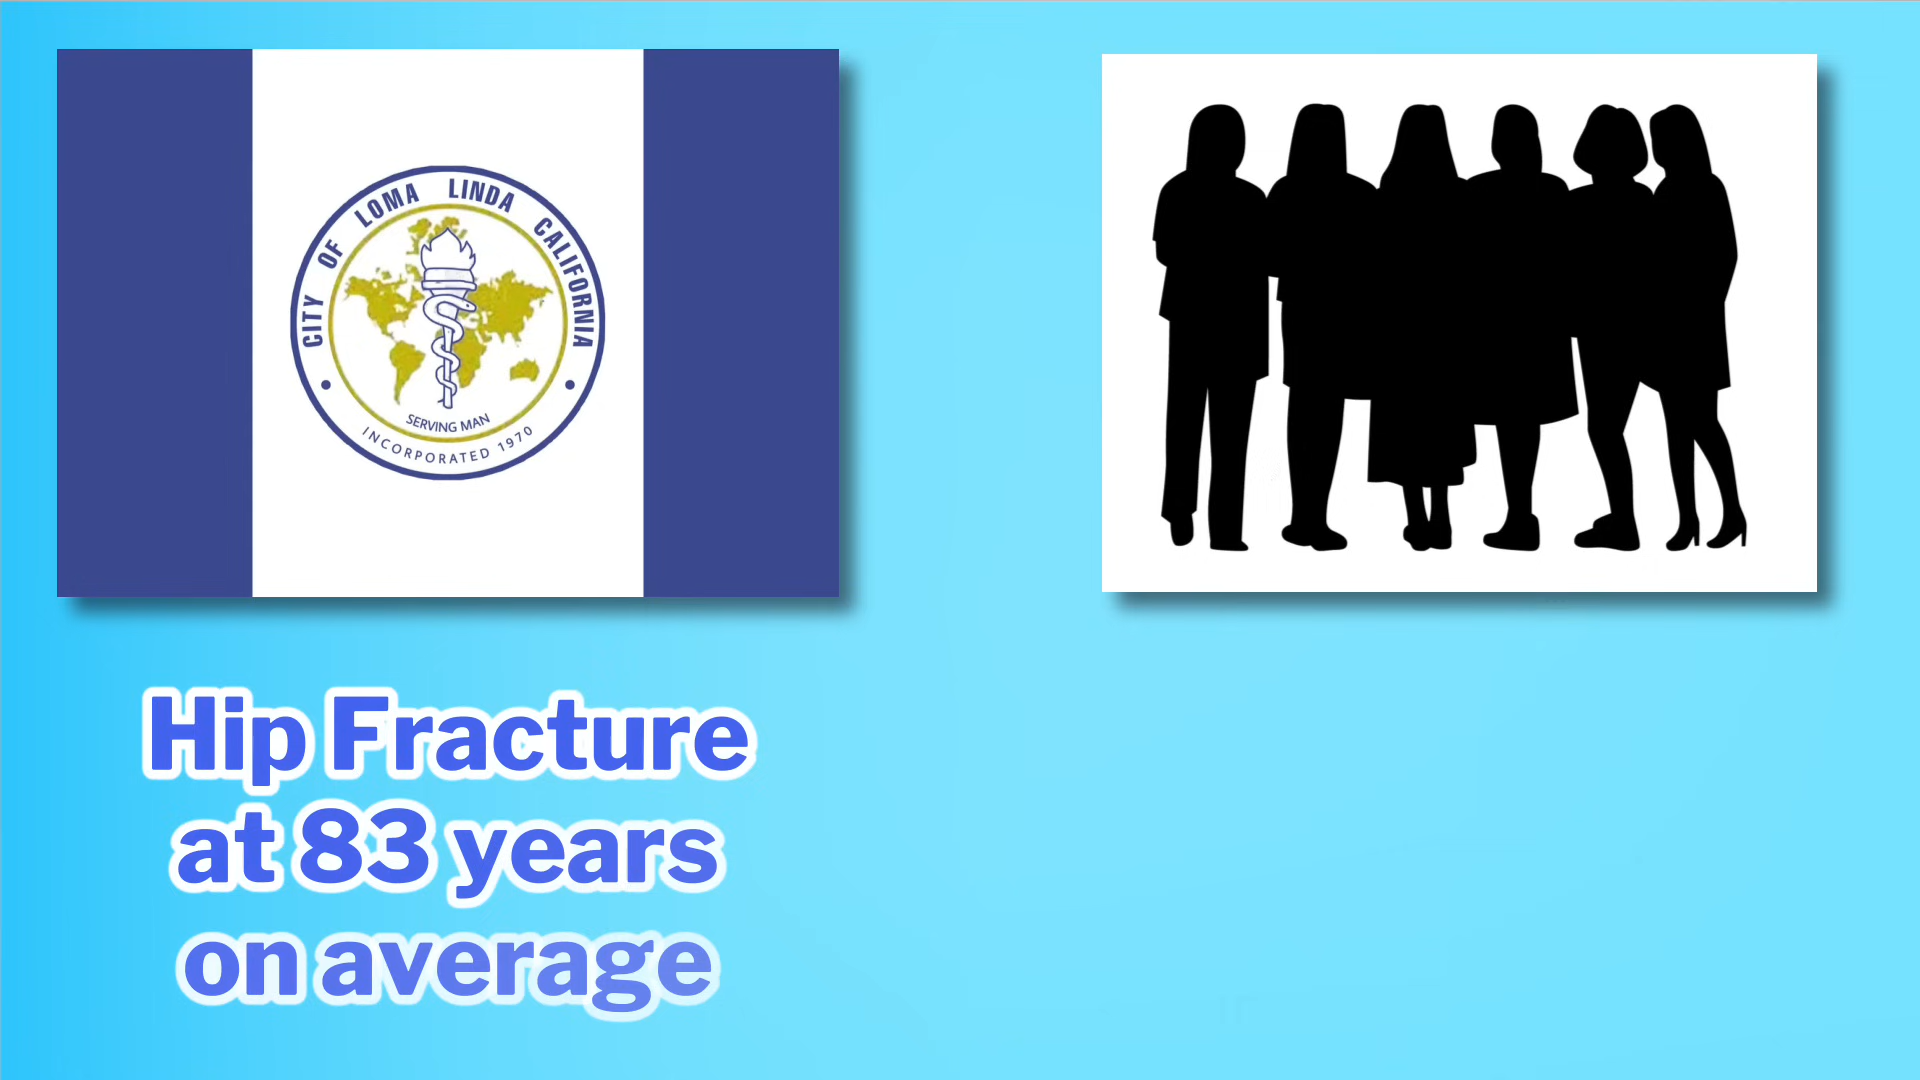 CITY OF LOMA LINDA CALIFORNIA
SERVING MAN
INCORPORATED 1970
Hip Fracture
at 83 years
on average